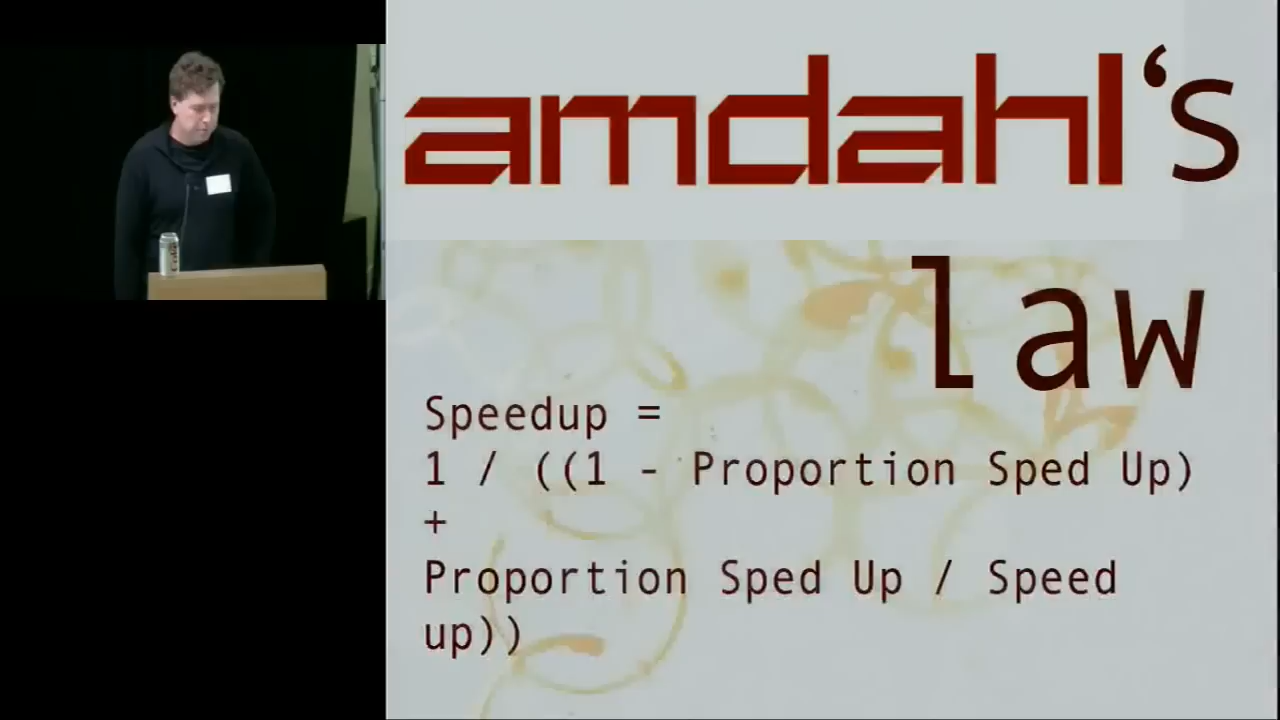 amdahl‘s
law
Speedup =
1 / ((1 - Proportion Sped Up)
+
Proportion Sped Up / Speed
up))